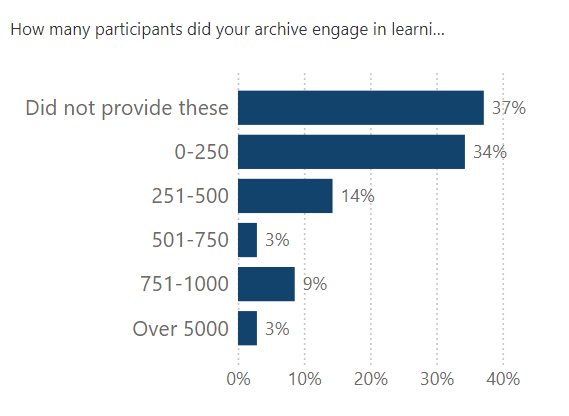 How many participants did your archive engage in learni...
Did not provide these 37%
0-250 34%
251-500 14%
501-750 3%
751-1000 9%
Over 5000 3%
0% 10% 20% 30% 40%